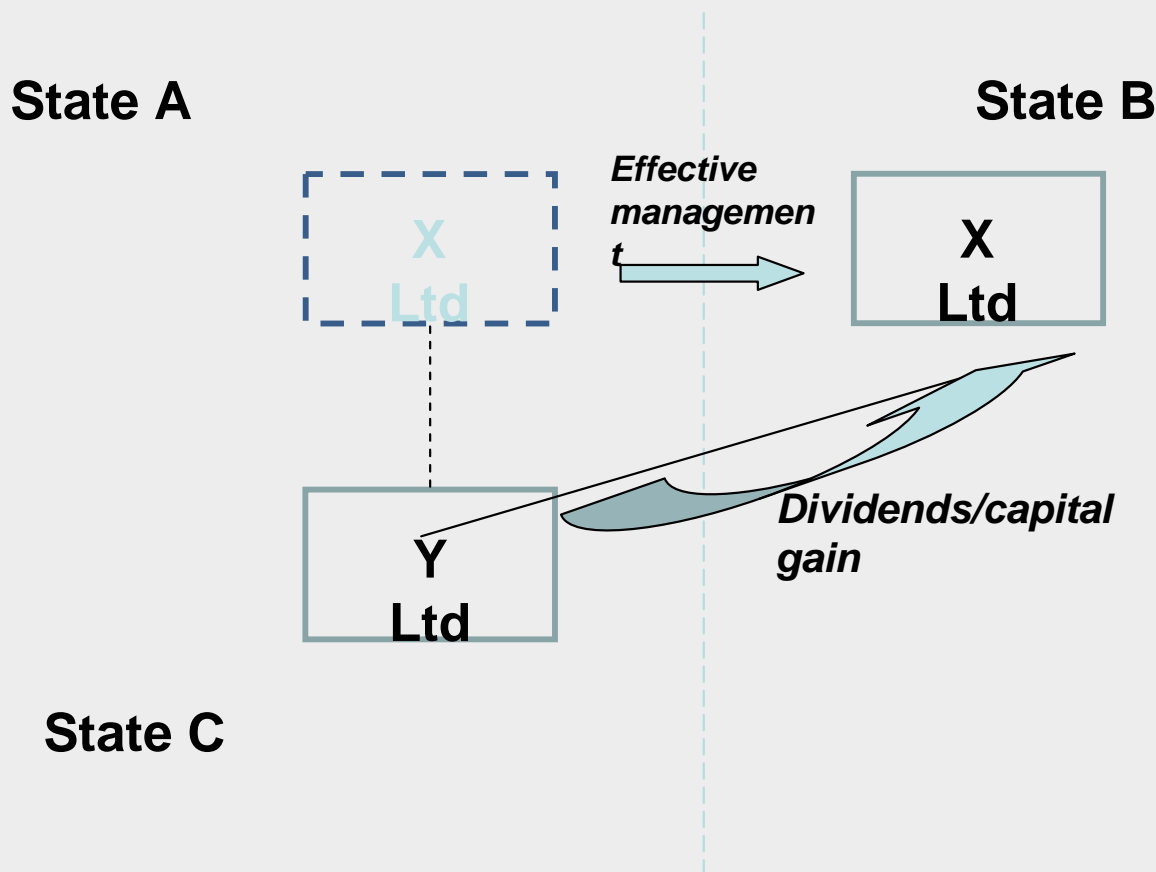 State A
State B
Effective
managemen
t
X
Ltd
X
Ltd
Dividends/capital
gain
Y
Ltd
State C